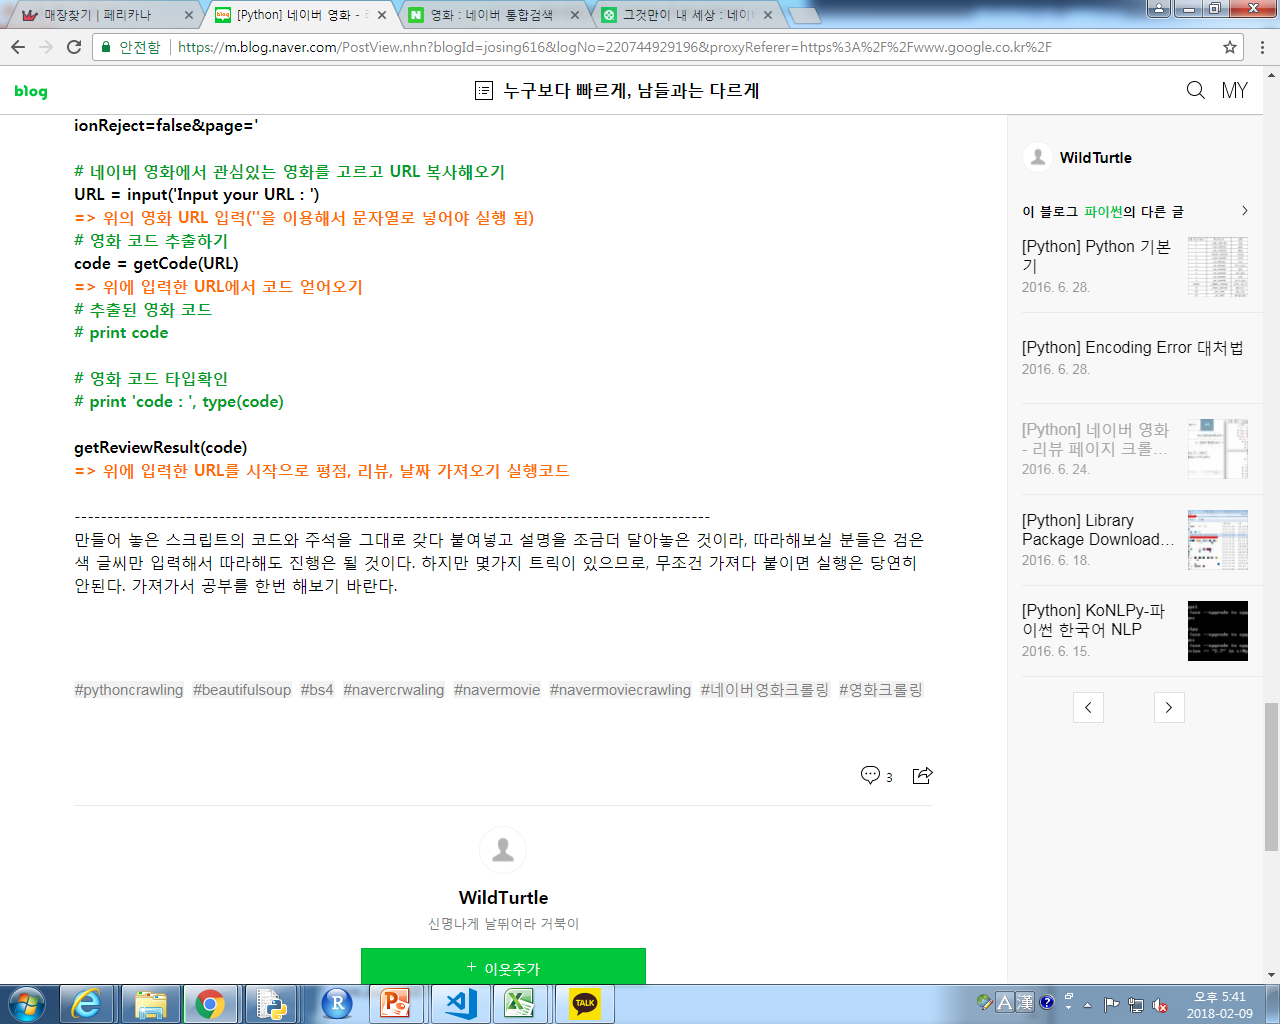 매장찾기 | 페리카나
[Python] 네이버 영화 -
영화 : 네이버 통합검색
그것만이 내 세상 : 네이
안전함
https://m.blog.naver.com/PostView.nhn?blogId=josing616&logNo=220744929196&proxyReferer=https%3A%2F%2Fwww.google.co.kr%2F
blog
누구보다 빠르게, 남들과는 다르게
MY
ionReject=false&page='
# 네이버 영화에서 관심있는 영화를 고르고 URL 복사해오기
URL = input('Input your URL : ')
=> 위의 영화 URL 입력(''을 이용해서 문자열로 넣어야 실행 됨)
# 영화 코드 추출하기
code = getCode(URL)
=> 위에 입력한 URL에서 코드 얻어오기
# 추출된 영화 코드
# print code
# 영화 코드 타입확인
# print 'code : ', type(code)
getReviewResult(code)
=> 위에 입력한 URL를 시작으로 평점, 리뷰, 날짜 가져오기 실행코드
--------------------------------------------------------------------------------------------------
만들어 놓은 스크립트의 코드와 주석을 그대로 갖다 붙여넣고 설명을 조금더 달아놓은 것이라, 따라해보실 분들은 검은
색 글씨만 입력해서 따라해도 진행은 될 것이다. 하지만 몇가지 트릭이 있으므로, 무조건 가져다 붙이면 실행은 당연히
안된다. 가져가서 공부를 한번 해보기 바란다.
#pythoncrawling #beautifulsoup #bs4 #navercrwaling #navermovie #navermoviecrawling #네이버영화크롤링 #영화크롤링
3
WildTurtle
신명나게 날뛰어라 거북이
+ 이웃추가
WildTurtle
이 블로그 파이썬의 다른 글
[Python] Python 기본
기
2016. 6. 28.
[Python] Encoding Error 대처법
2016. 6. 28.
[Python] 네이버 영화
- 리뷰 페이지 크롤...
2016. 6. 24.
[Python] Library
Package Download...
2016. 6. 18.
[Python] KoNLPy-파
이썬 한국어 NLP
2016. 6. 15.
TALK
A 漢
오후 5:41
2018-02-09